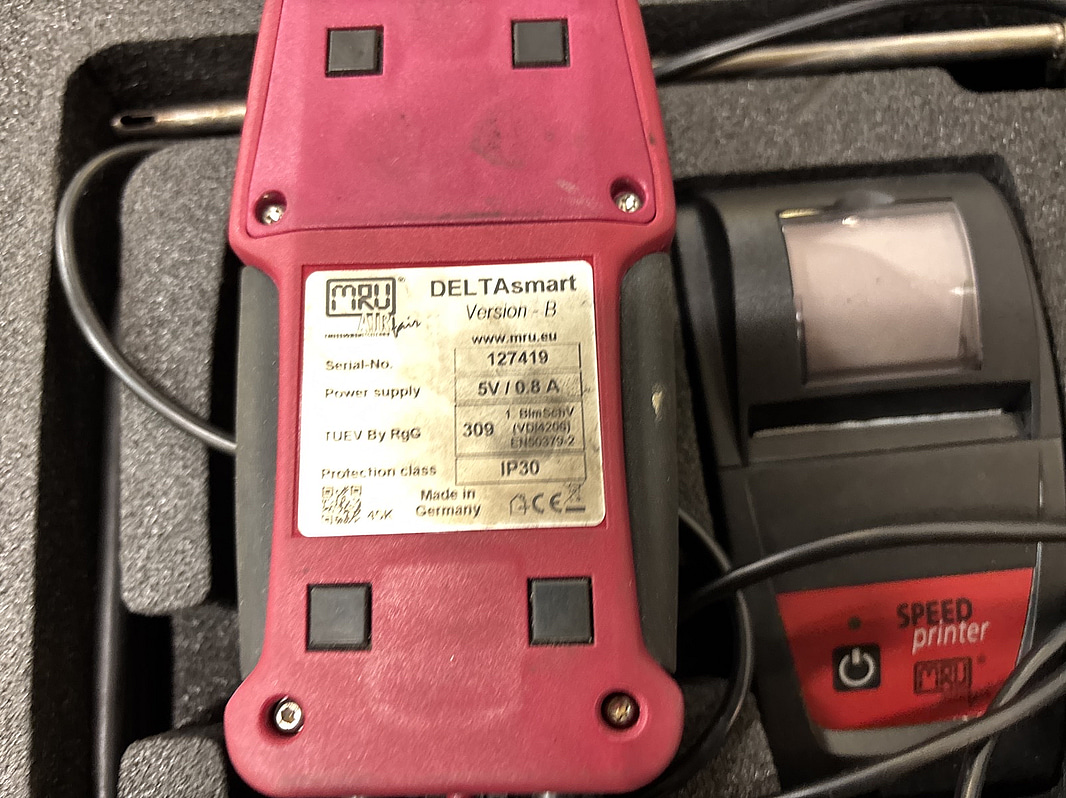 MRU®
AIRfair
DELTAsmart
Version - B
www.mru.eu
Serial-No. 127419
Power supply 5V / 0.8 A
TUEV By RgG 309 1. BImSchV
(VDI4206)
EN50379-2
Protection class IP30
Made in
Germany
CE
SPEED
printer
MRU®